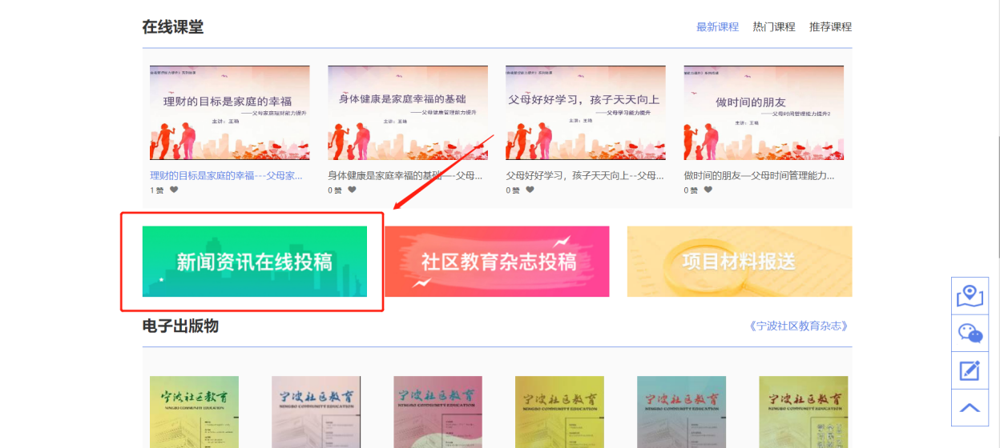 在线课堂
最新课程 热门课程 推荐课程
理财的目标是家庭的幸福
——父母家庭理财能力提升
主讲：王艳
身体健康是家庭幸福的基础
——父母健康管理能力提升
父母好好学习，孩子天天向上
——父母学习能力提升
做时间的朋友
——父母时间管理能力提升2
理财的目标是家庭的幸福---父母家...
身体健康是家庭幸福的基础—-父母...
父母好好学习，孩子天天向上--父母...
做时间的朋友—父母时间管理能力...
1 赞
0 赞
0 赞
0 赞
新闻资讯在线投稿
社区教育杂志投稿
项目材料报送
电子出版物
《宁波社区教育杂志》
宁波社区教育
NINGBO COMMUNITY EDUCATION
宁波社区教育
NINGBO COMMUNITY EDUCATION
宁波社区教育
NINGBO COMMUNITY EDUCATION
宁波社区教育
NINGBO COMMUNITY EDUCATION
宁波社区教育
NINGBO COMMUNITY EDUCATION
宁波社区教育
NINGBO COMMUNITY EDUCATION